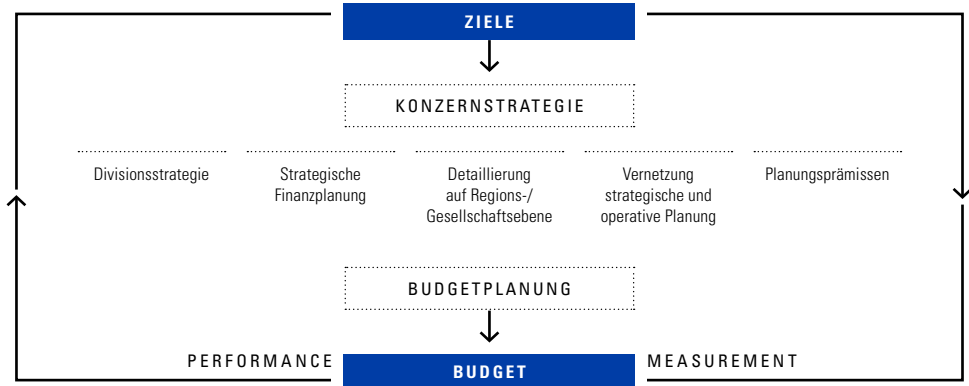 ZIELE
KONZERNSTRATEGIE
Divisionsstrategie
Strategische
Finanzplanung
Detaillierung
auf Regions-/
Gesellschaftsebene
Vernetzung
strategische und
operative Planung
Planungsprämissen
BUDGETPLANUNG
PERFORMANCE
BUDGET
MEASUREMENT